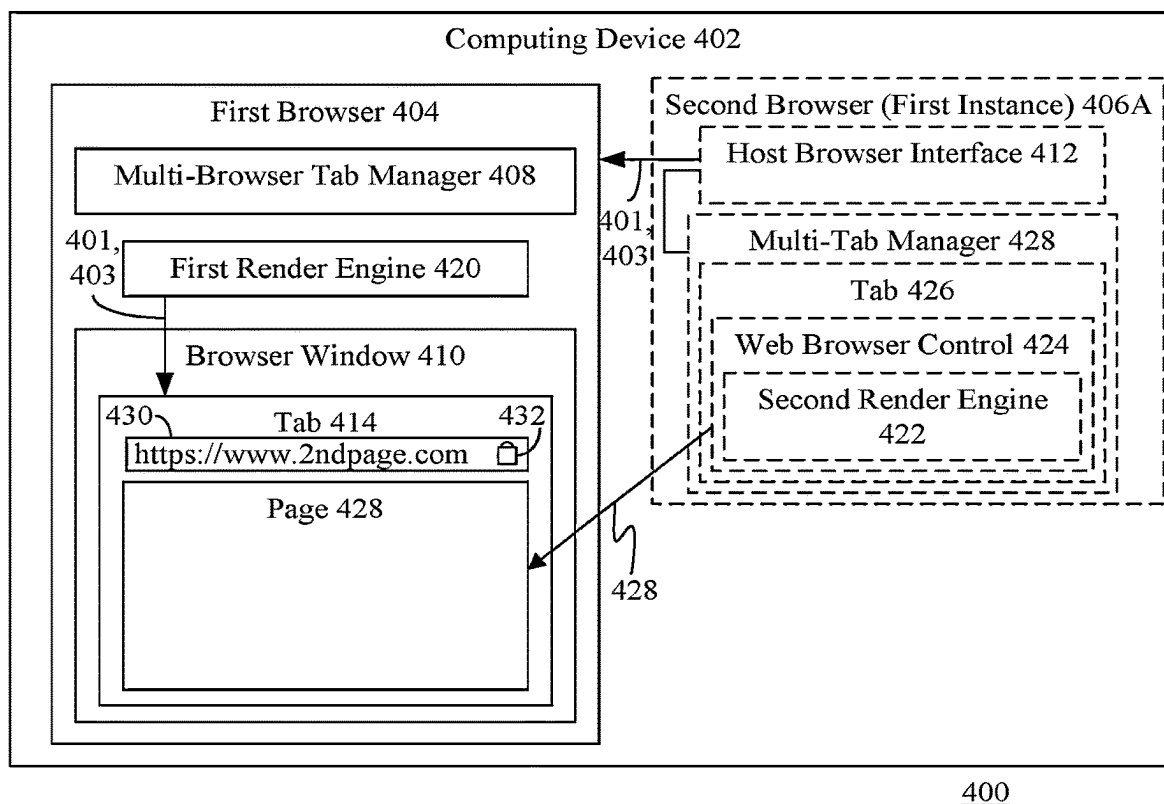 Computing Device 402
First Browser 404
Multi-Browser Tab Manager 408
401,
403
First Render Engine 420
Browser Window 410
430
Tab 414
432
https://www.2ndpage.com
Page 428
Second Browser (First Instance) 406A
Host Browser Interface 412
401,
403
Multi-Tab Manager 428
Tab 426
Web Browser Control 424
Second Render Engine
422
428
400